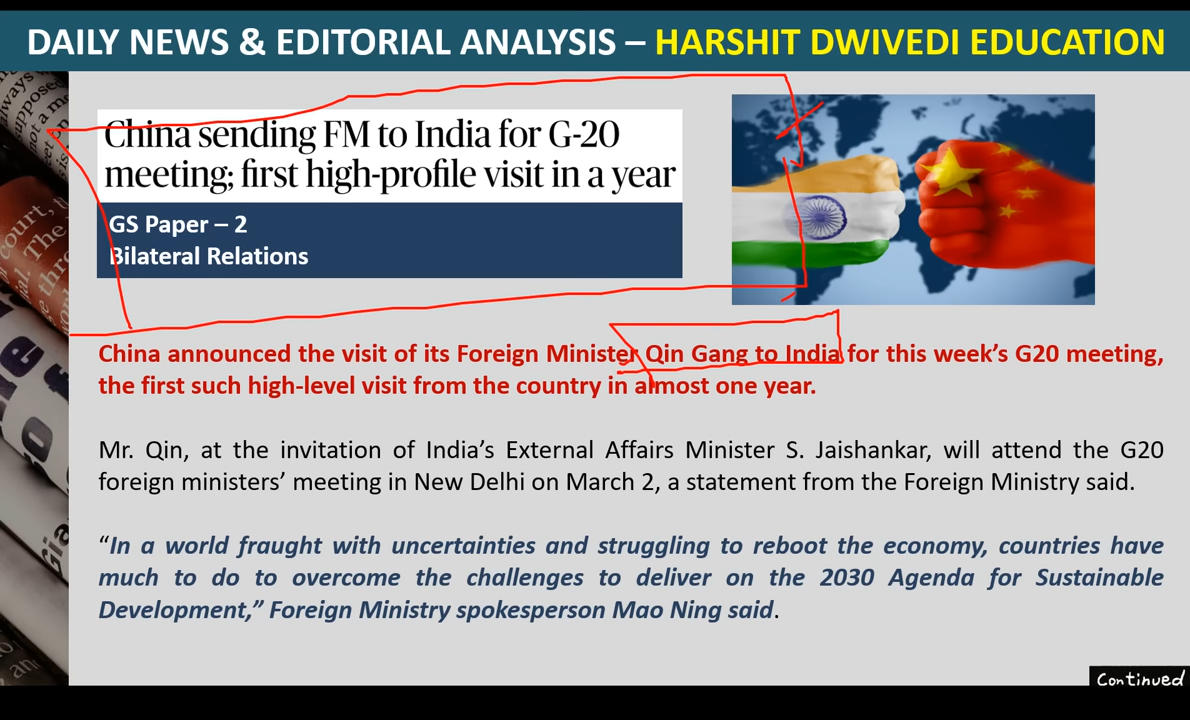 DAILY NEWS & EDITORIAL ANALYSIS – HARSHIT DWIVEDI EDUCATION
China sending FM to India for G-20
meeting; first high-profile visit in a year
GS Paper – 2
Bilateral Relations
China announced the visit of its Foreign Minister Qin Gang to India for this week’s G20 meeting,
the first such high-level visit from the country in almost one year.
Mr. Qin, at the invitation of India’s External Affairs Minister S. Jaishankar, will attend the G20
foreign ministers’ meeting in New Delhi on March 2, a statement from the Foreign Ministry said.
“In a world fraught with uncertainties and struggling to reboot the economy, countries have
much to do to overcome the challenges to deliver on the 2030 Agenda for Sustainable
Development,” Foreign Ministry spokesperson Mao Ning said.
Continued